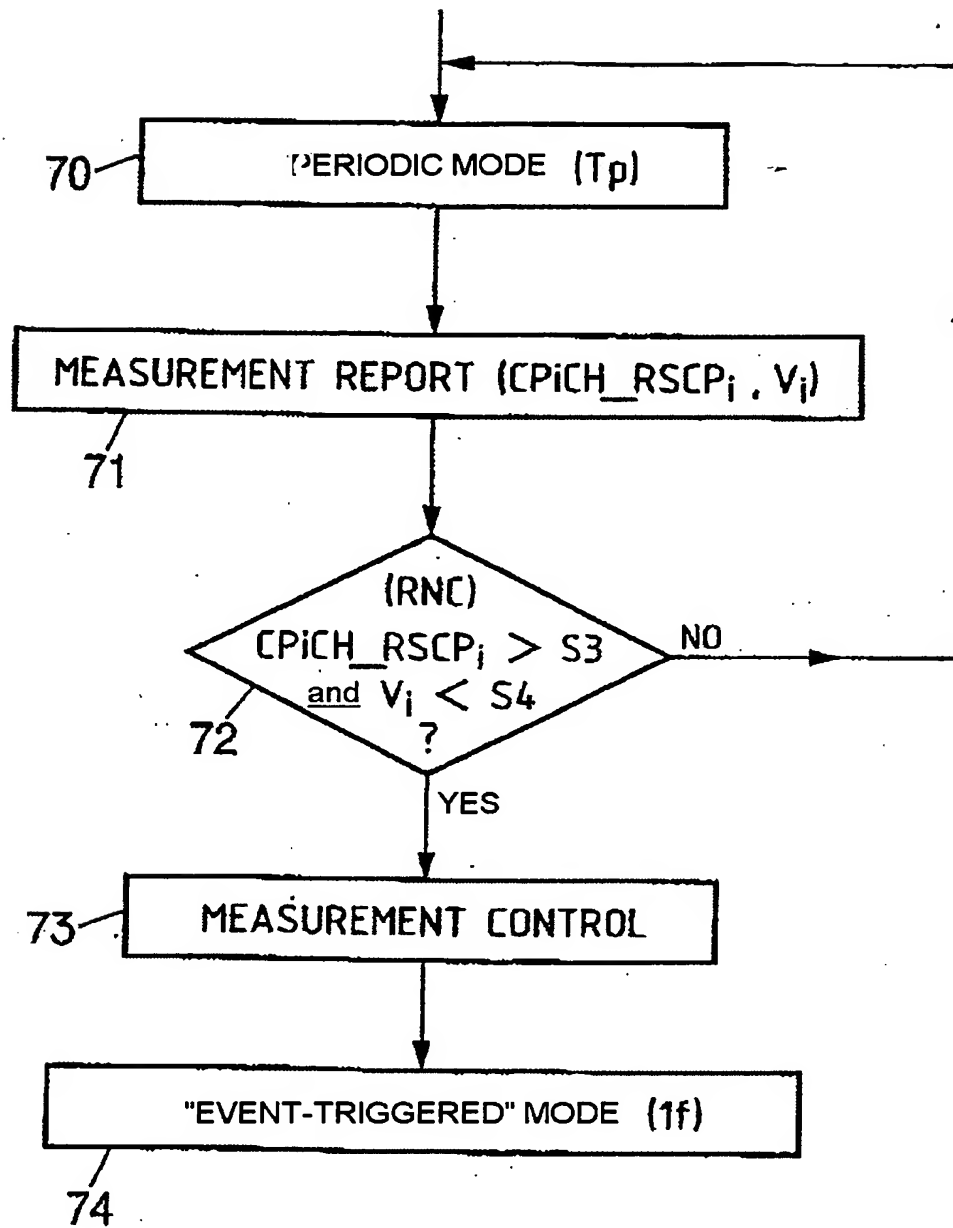 70
PERIODIC MODE (Tp)
MEASUREMENT REPORT (CPiCH_RSCPi, Vi)
71
(RNC)
CPiCH_RSCPi > S3
and Vi < S4
?
NO
72
YES
73
MEASUREMENT CONTROL
"EVENT-TRIGGERED" MODE (1f)
74